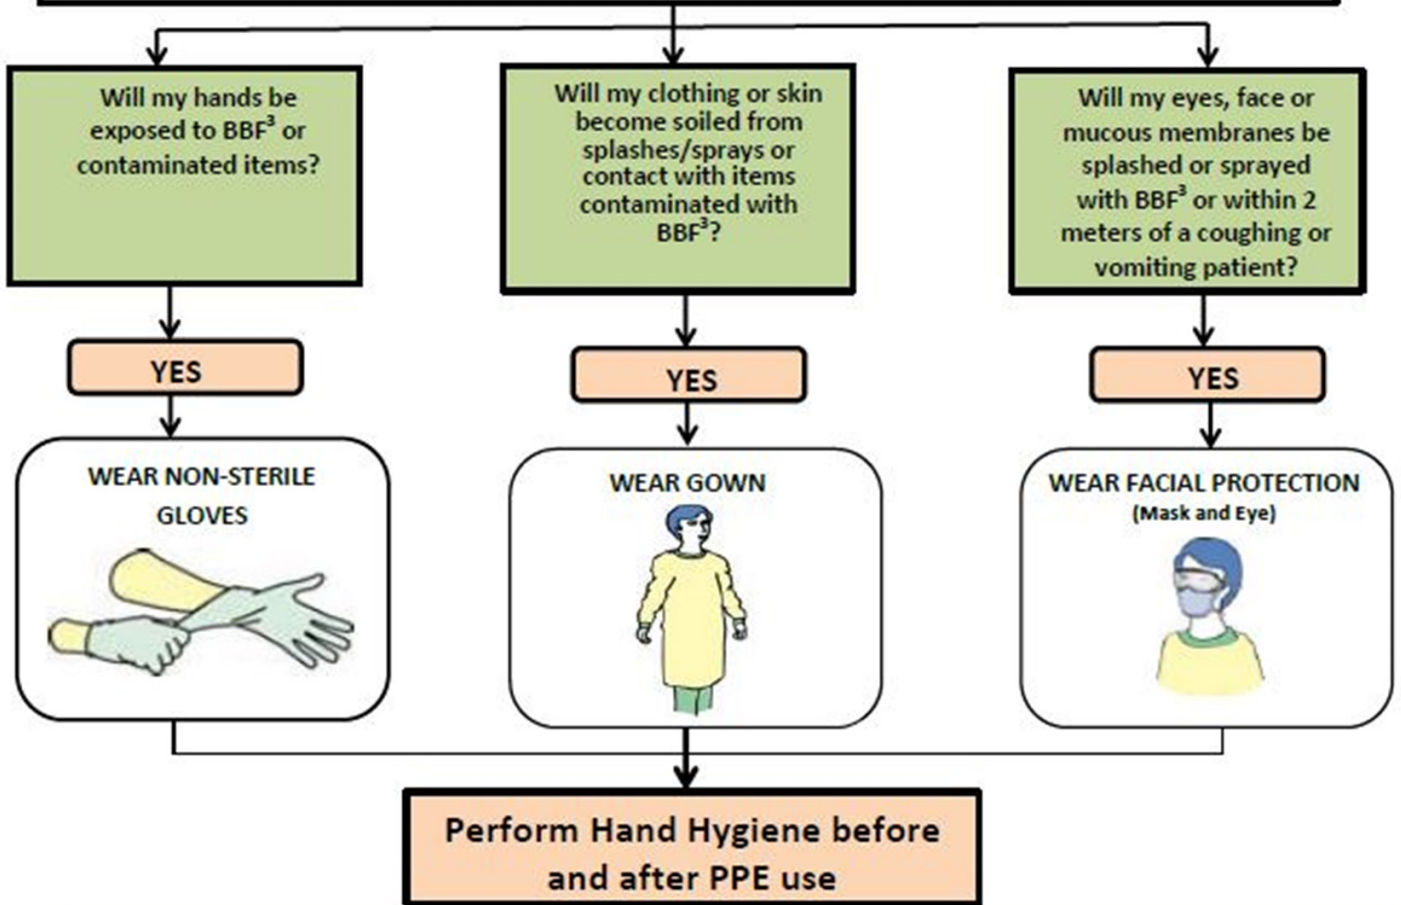 Will my hands be
exposed to BBF³ or
contaminated items?
Will my clothing or skin
become soiled from
splashes/sprays or
contact with items
contaminated with
BBF³?
Will my eyes, face or
mucous membranes be
splashed or sprayed
with BBF³ or within 2
meters of a coughing or
vomiting patient?
YES
YES
YES
WEAR NON-STERILE
GLOVES
WEAR GOWN
WEAR FACIAL PROTECTION
(Mask and Eye)
Perform Hand Hygiene before
and after PPE use